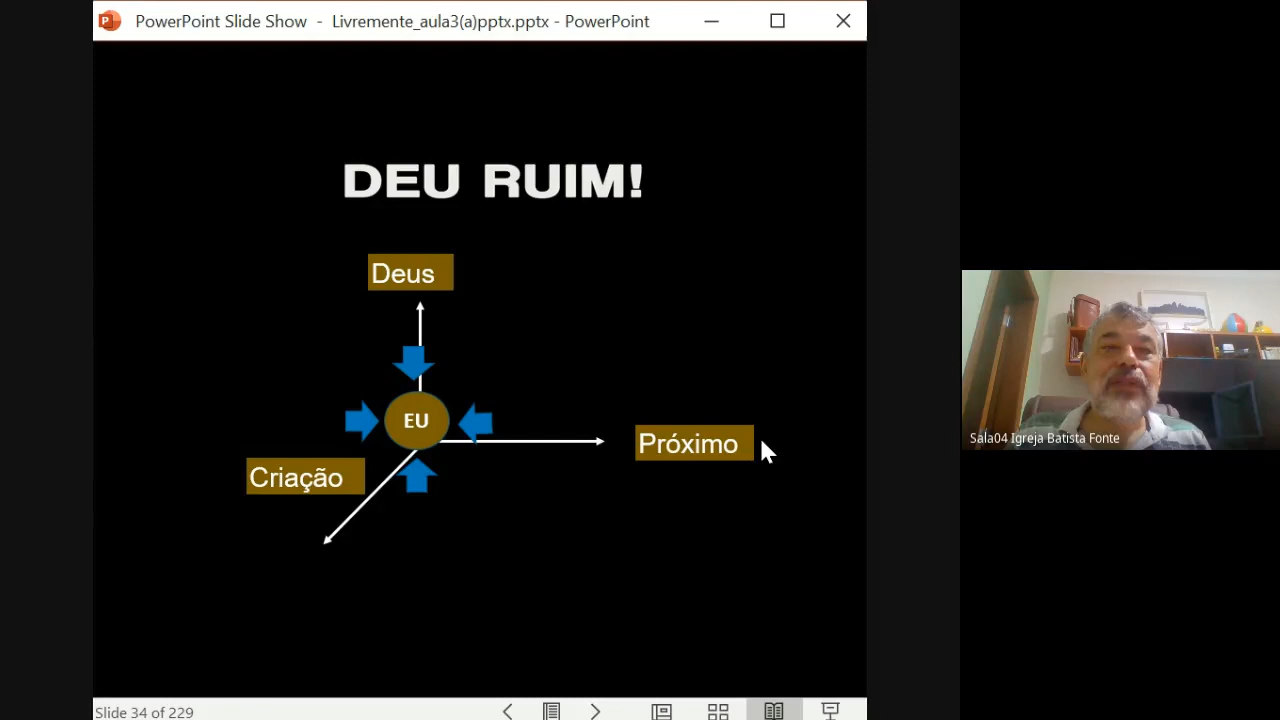 PowerPoint Slide Show - Livremente_aula3(a)pptx.pptx - PowerPoint
DEU RUIM!
Deus
EU
Próximo
Criação
Sala04 Igreja Batista Fonte
Slide 34 of 229